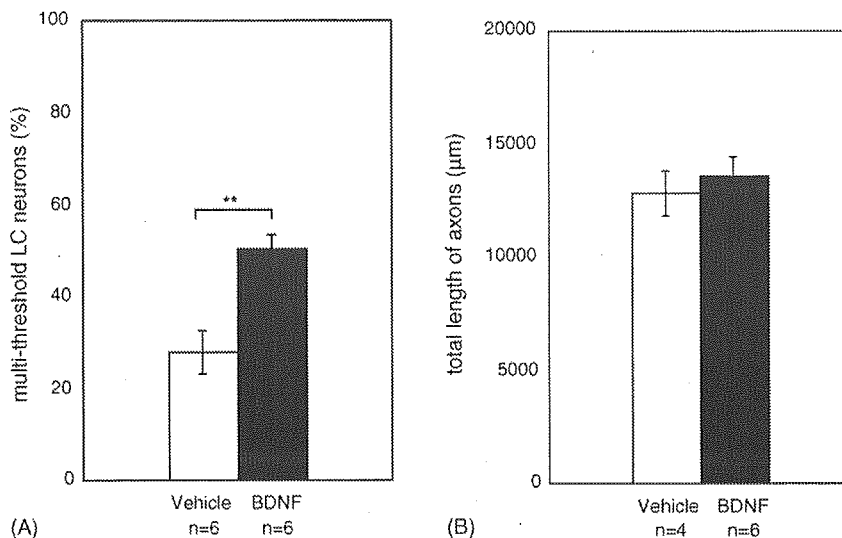 100
80
60
40
20
0
multi-threshold LC neurons (%)
**
Vehicle BDNF
n=6 n=6
(A)
20000
15000
10000
5000
0
total length of axons (µm)
Vehicle BDNF
n=4 n=6
(B)